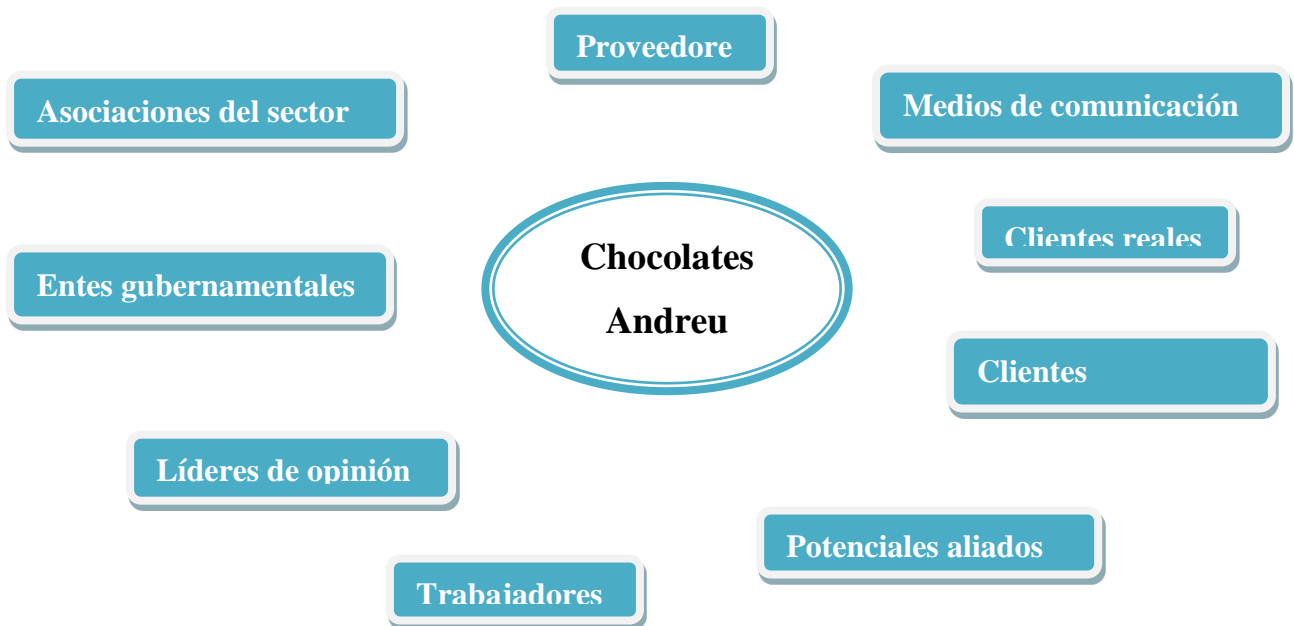 Proveedore
Asociaciones del sector
Medios de comunicación
Clientes reales
Chocolates
Andreu
Entes gubernamentales
Clientes
Líderes de opinión
Potenciales aliados
Trabajadores